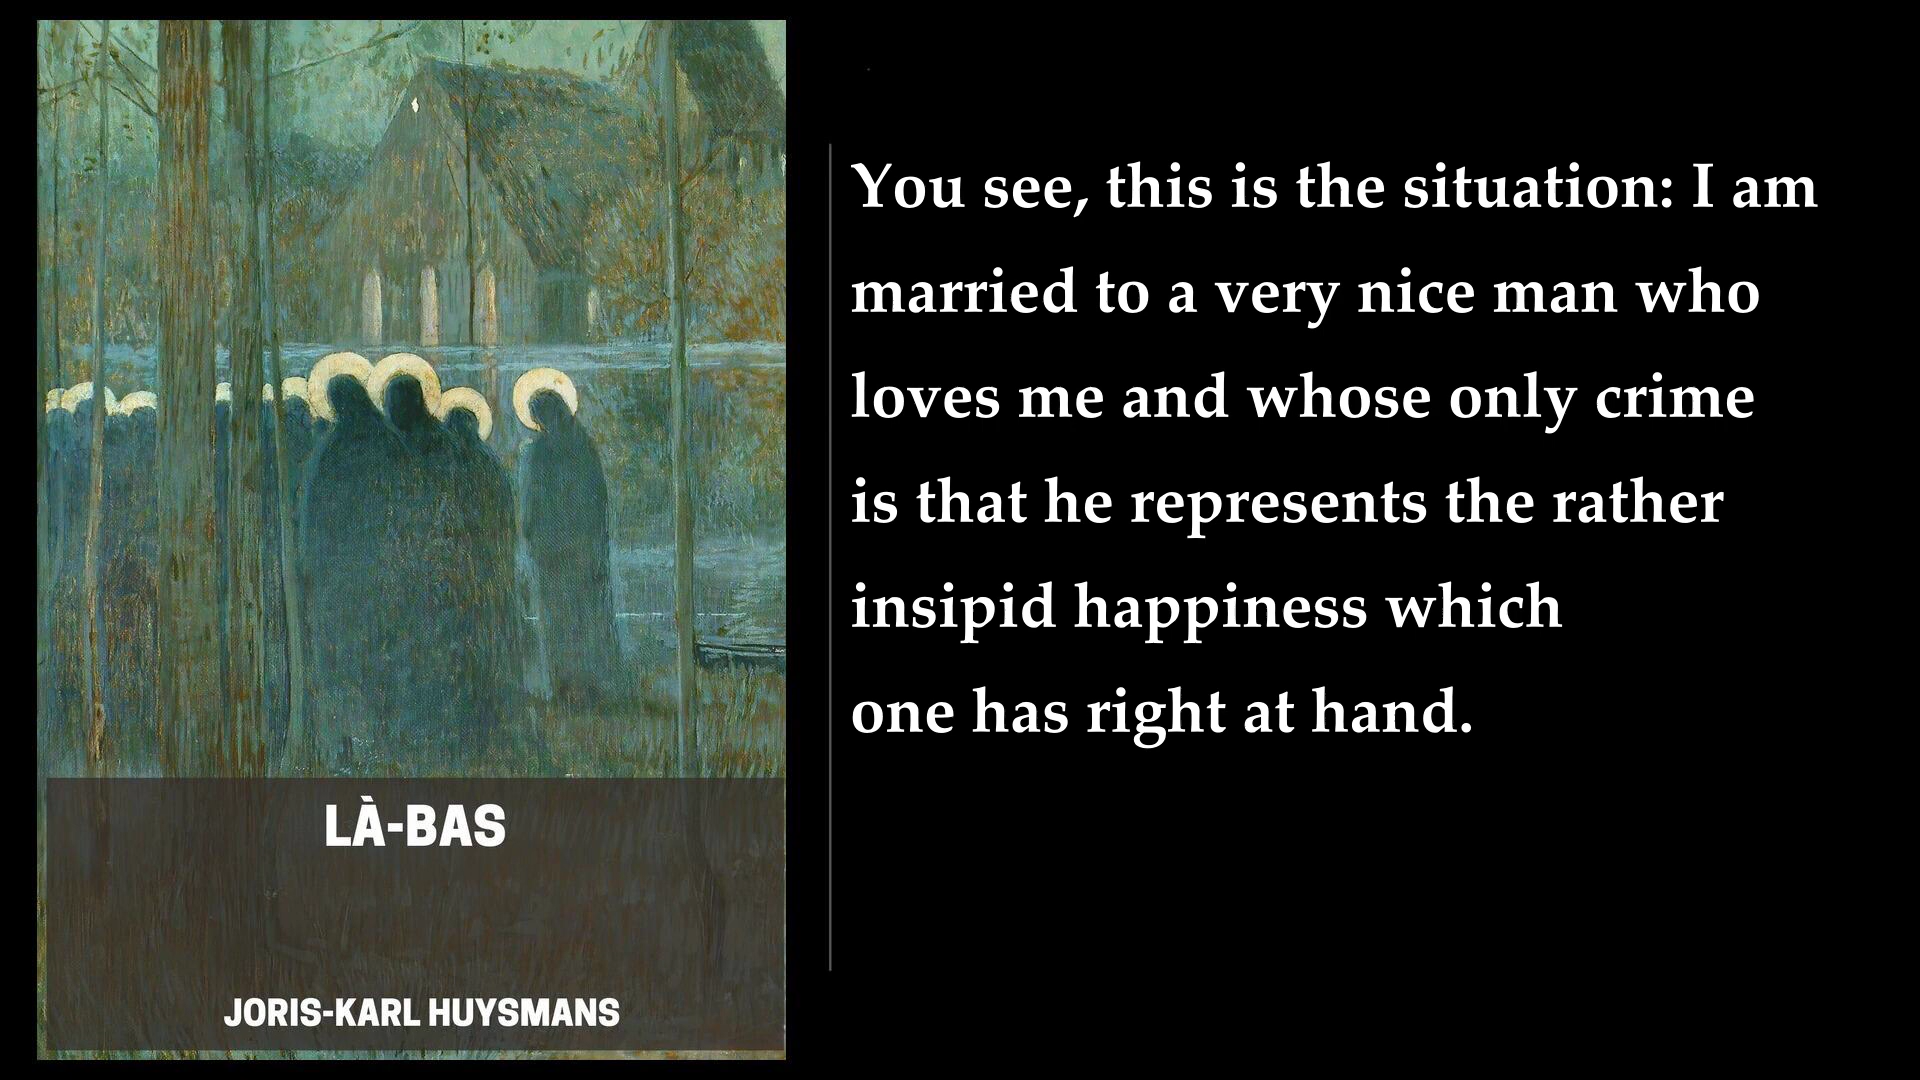 LÀ-BAS
JORIS-KARL HUYSMANS
You see, this is the situation: I am
married to a very nice man who
loves me and whose only crime
is that he represents the rather
insipid happiness which
one has right at hand.